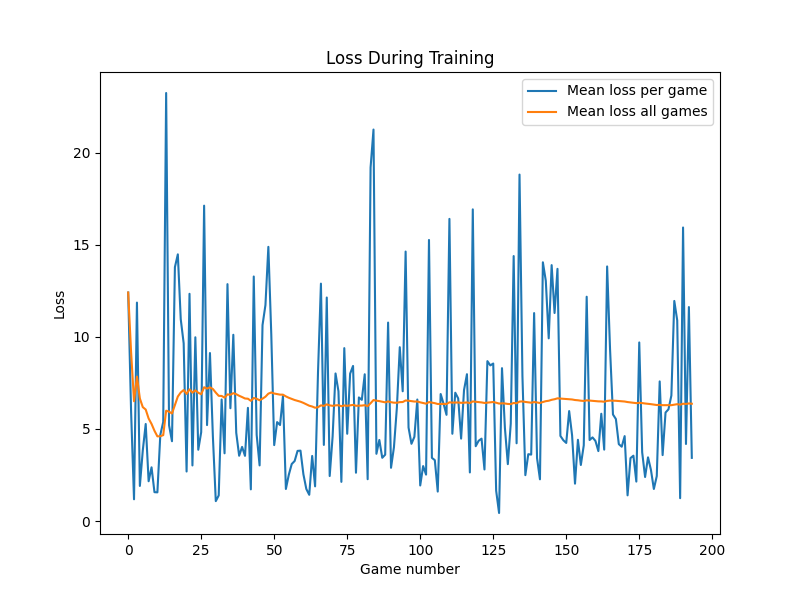 Loss During Training
Mean loss per game
Mean loss all games
Loss
20
15
10
5
0
0 25 50 75 100 125 150 175 200
Game number